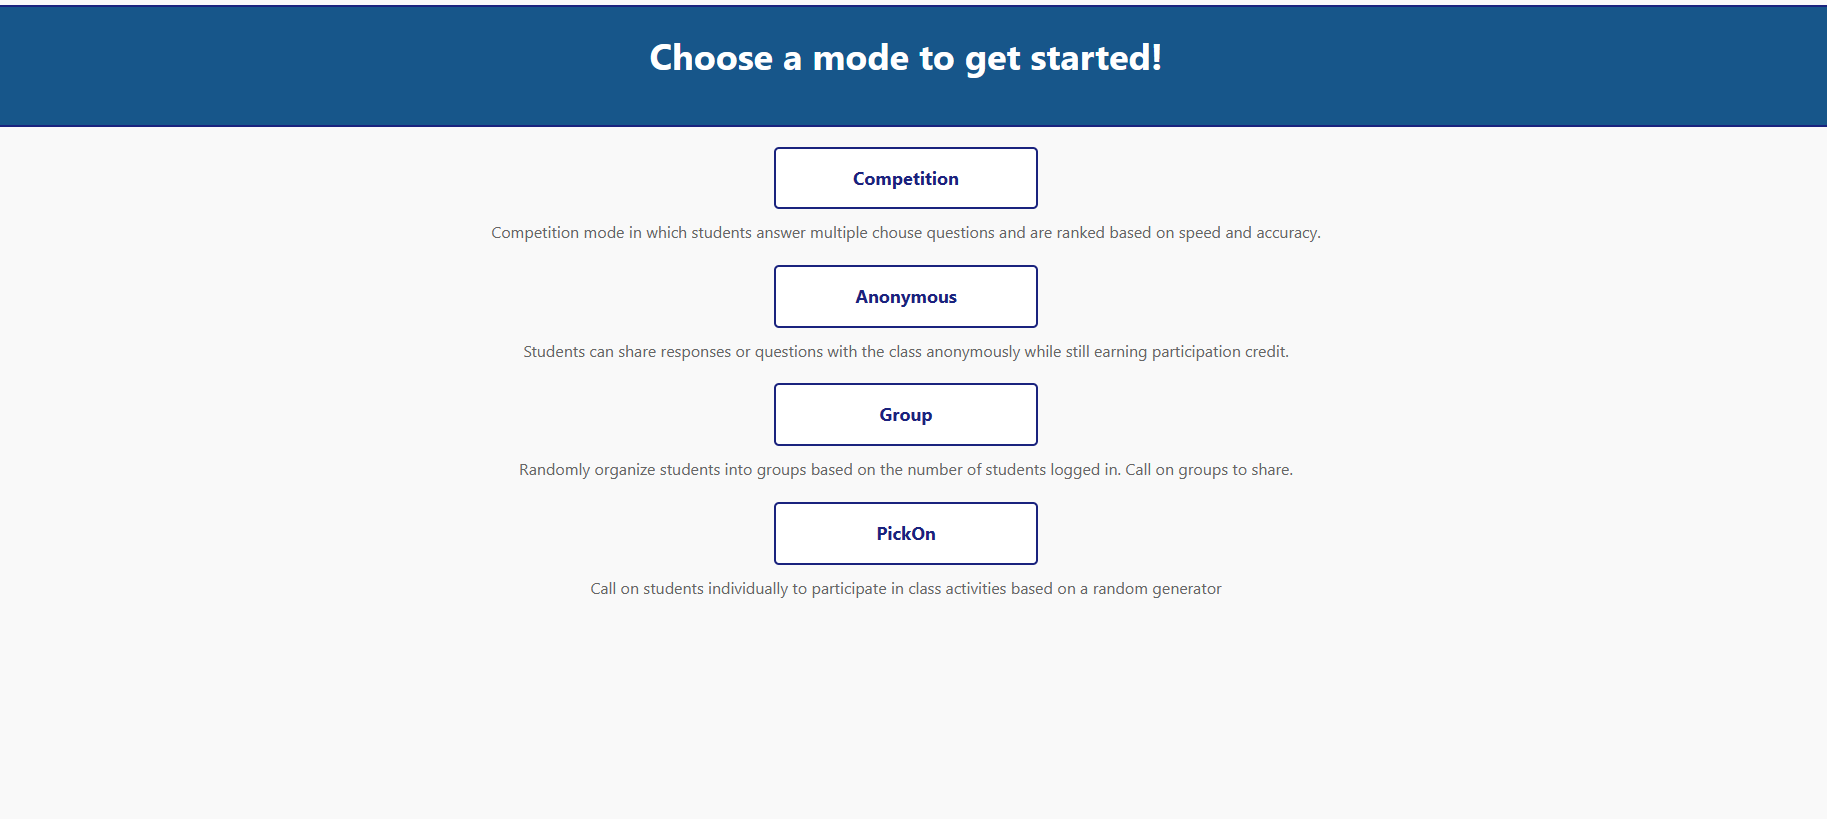 Choose a mode to get started!
Competition
Competition mode in which students answer multiple chouse questions and are ranked based on speed and accuracy.
Anonymous
Students can share responses or questions with the class anonymously while still earning participation credit.
Group
Randomly organize students into groups based on the number of students logged in. Call on groups to share.
PickOn
Call on students individually to participate in class activities based on a random generator